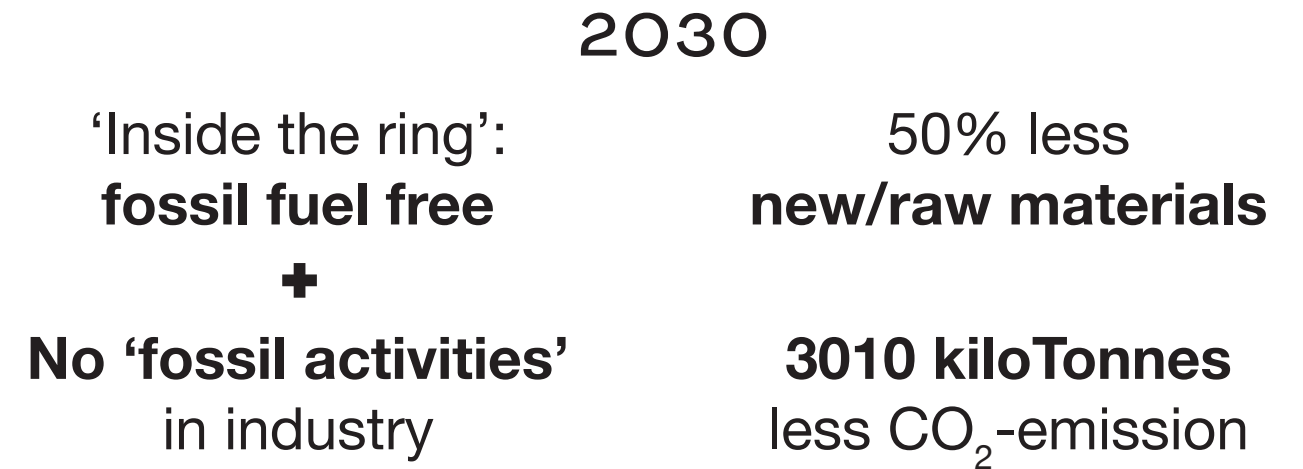 2030
‘Inside the ring’:
fossil fuel free
+
No ‘fossil activities’
in industry
50% less
new/raw materials
3010 kiloTonnes
less CO₂-emission